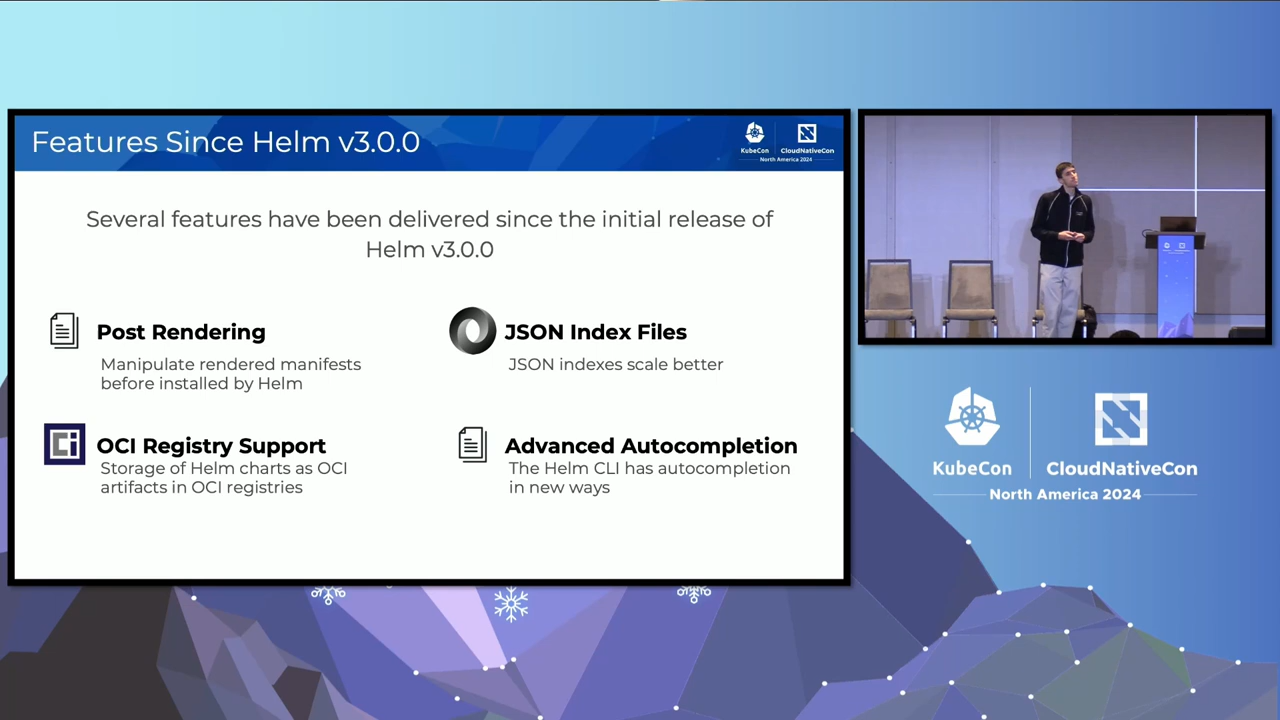 Features Since Helm v3.0.0
KubeCon
CloudNativeCon
North America 2024
Several features have been delivered since the initial release of
Helm v3.0.0
Post Rendering
Manipulate rendered manifests
before installed by Helm
JSON Index Files
JSON indexes scale better
OCI Registry Support
Storage of Helm charts as OCI
artifacts in OCI registries
Advanced Autocompletion
The Helm CLI has autocompletion
in new ways
KubeCon
CloudNativeCon
North America 2024